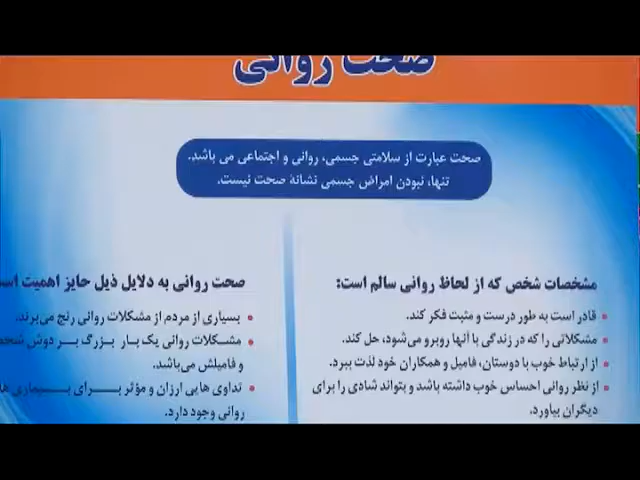 صحت روانی
صحت عبارت از سلامتی جسمی، روانی و اجتماعی می باشد.
تنها، نبودن امراض جسمی نشانهٔ صحت نیست.
مشخصات شخص که از لحاظ روانی سالم است:
قادر است به طور درست و مثبت فکر کند.
مشکلاتی را که در زندگی با آنها روبرو می‌شود، حل کند.
از ارتباط خوب با دوستان، فامیل و همکاران خود لذت ببرد.
از نظر روانی احساس خوب داشته باشد و بتواند شادی را برای
دیگران بیاورد.
صحت روانی به دلایل ذیل حایز اهمیت است
بسیاری از مردم از مشکلات روانی رنج می‌برند.
مشکلات روانی یک بار بزرگ بر دوش شخص
و فامیلش می‌باشد.
تداوی هایی ارزان و مؤثر برای بیماری ها
روانی وجود دارد.